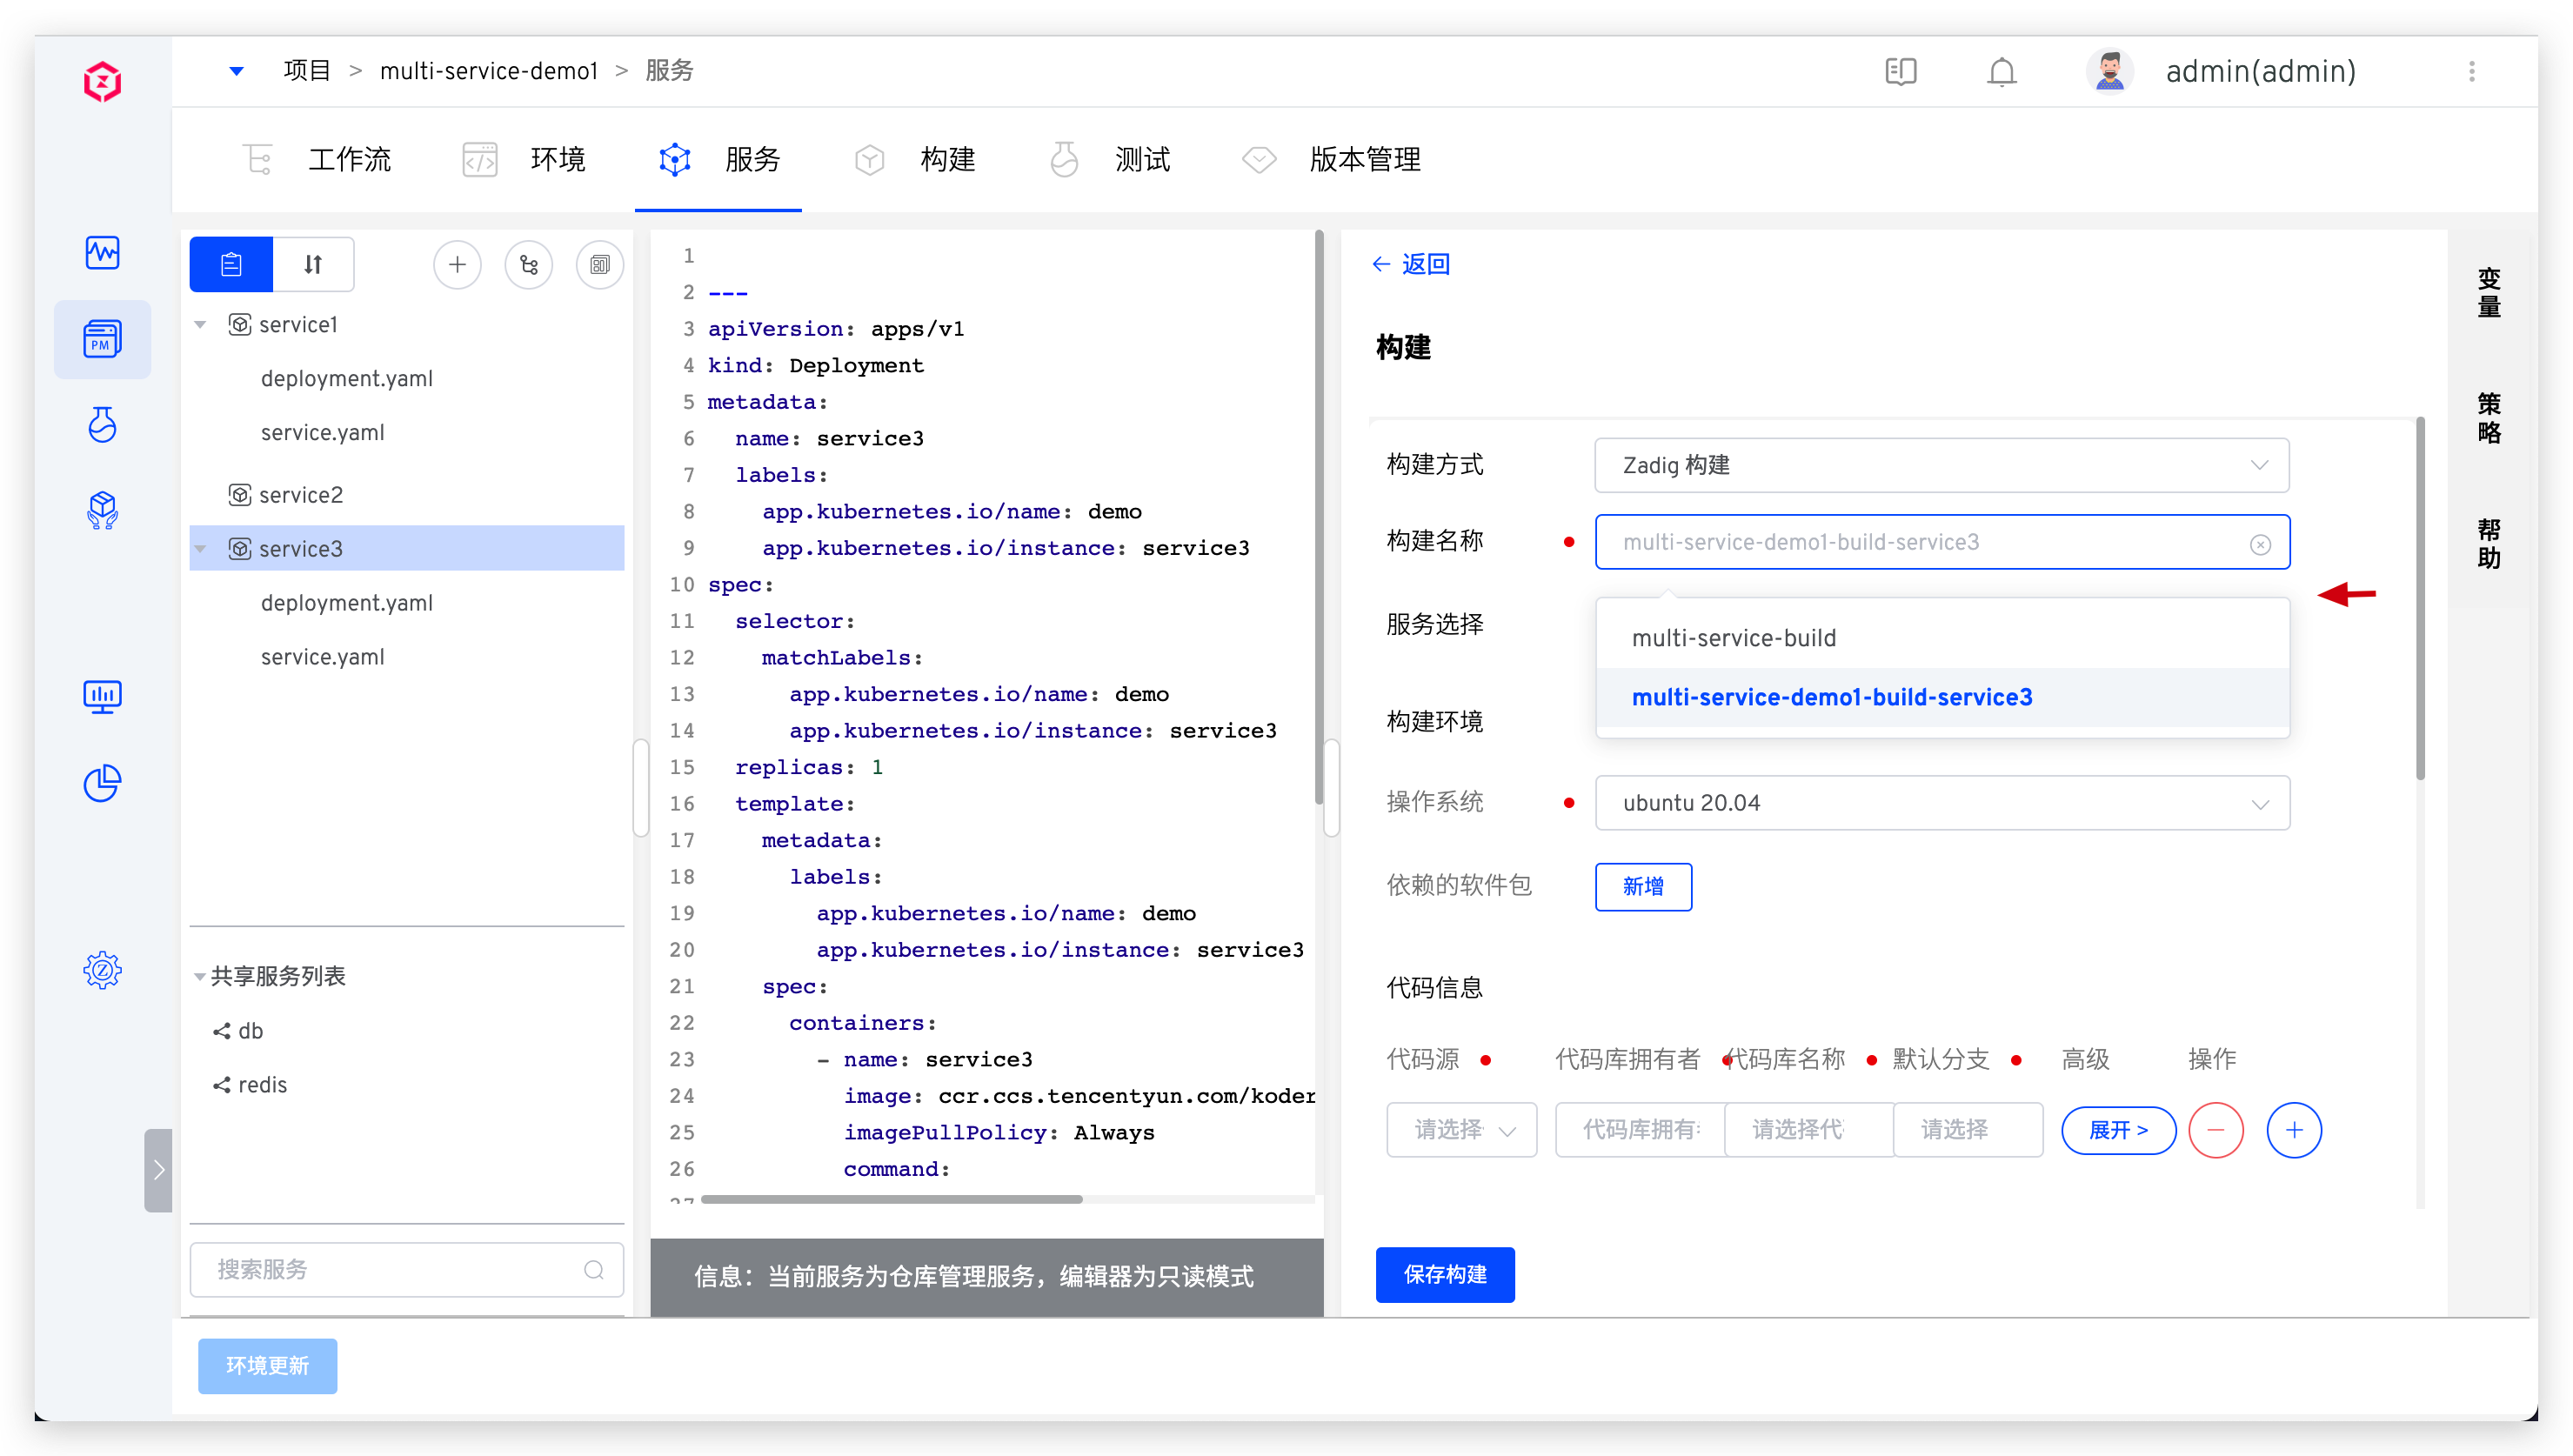 项目 > multi-service-demo1 > 服务
admin(admin)
工作流
环境
服务
构建
测试
版本管理
PM
service1
deployment.yaml
service.yaml
service2
service3
deployment.yaml
service.yaml
共享服务列表
db
redis
搜索服务
1
2 ---
3 apiVersion: apps/v1
4 kind: Deployment
5 metadata:
6 name: service3
7 labels:
8 app.kubernetes.io/name: demo
9 app.kubernetes.io/instance: service3
10 spec:
11 selector:
12 matchLabels:
13 app.kubernetes.io/name: demo
14 app.kubernetes.io/instance: service3
15 replicas: 1
16 template:
17 metadata:
18 labels:
19 app.kubernetes.io/name: demo
20 app.kubernetes.io/instance: service3
21 spec:
22 containers:
23 - name: service3
24 image: ccr.ccs.tencentyun.com/koder
25 imagePullPolicy: Always
26 command:
27
信息：当前服务为仓库管理服务，编辑器为只读模式
← 返回
构建
构建方式
Zadig 构建
构建名称
multi-service-demo1-build-service3
服务选择
multi-service-build
multi-service-demo1-build-service3
构建环境
操作系统
ubuntu 20.04
依赖的软件包
新增
代码信息
代码源
代码库拥有者
代码库名称
默认分支
高级
操作
请选择
代码库拥有
请选择代
请选择
展开 >
保存构建
变量
策略
帮助
环境更新